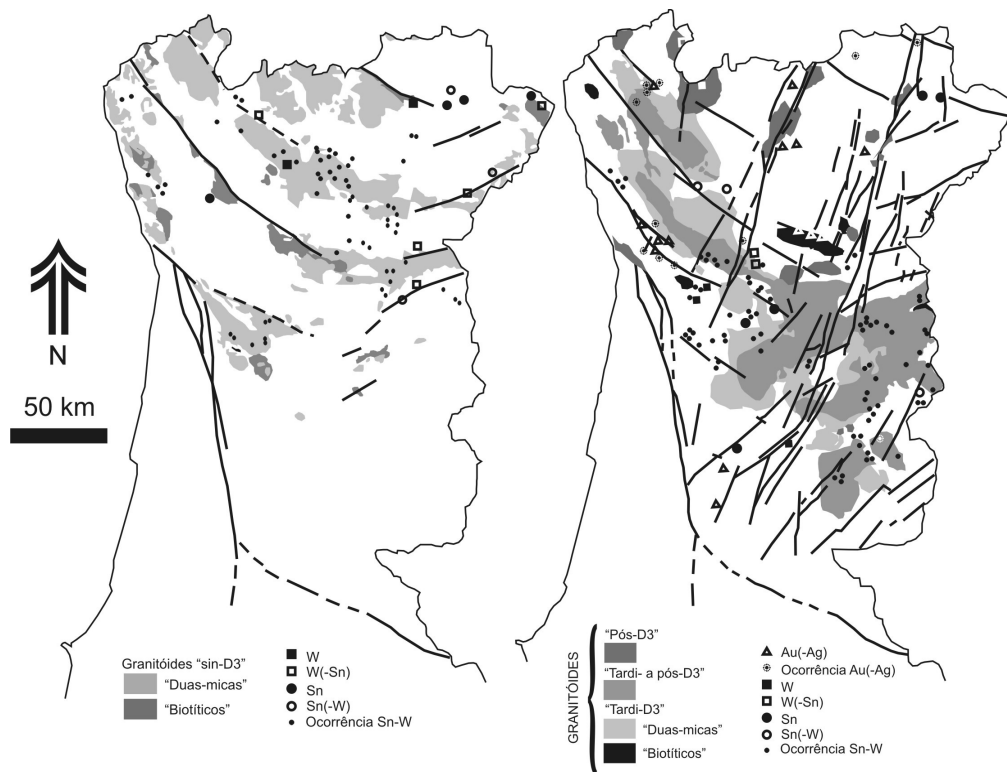 N
50 km
Granitóides "sin-D3"
"Duas-micas"
"Biotíticos"
W
W(-Sn)
Sn
Sn(-W)
Ocorrência Sn-W
GRANITÓIDES
"Pós-D3"
"Tardi- a pós-D3"
"Tardi-D3"
"Duas-micas"
"Biotíticos"
Au(-Ag)
Ocorrência Au(-Ag)
W
W(-Sn)
Sn
Sn(-W)
Ocorrência Sn-W